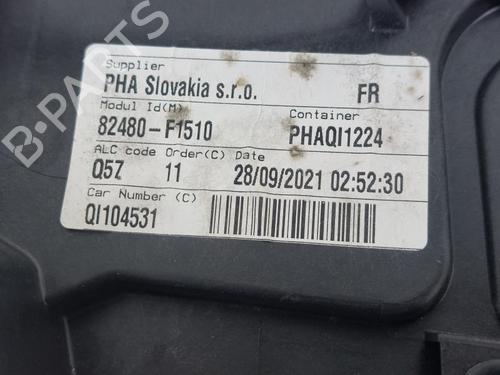 Supplier
PHA Slovakia s.r.o. FR
Modul Id(M) Container
82480-F1510 PHAQI1224
ALC code Order(C) Date
Q57 11 28/09/2021 02:52:30
Car Number (C)
QI104531
B-PARTS